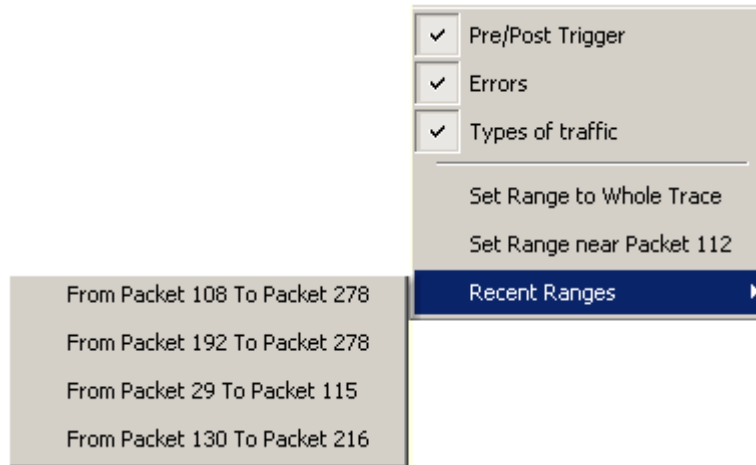 Pre/Post Trigger
Errors
Types of traffic
Set Range to Whole Trace
Set Range near Packet 112
Recent Ranges
From Packet 108 To Packet 278
From Packet 192 To Packet 278
From Packet 29 To Packet 115
From Packet 130 To Packet 216